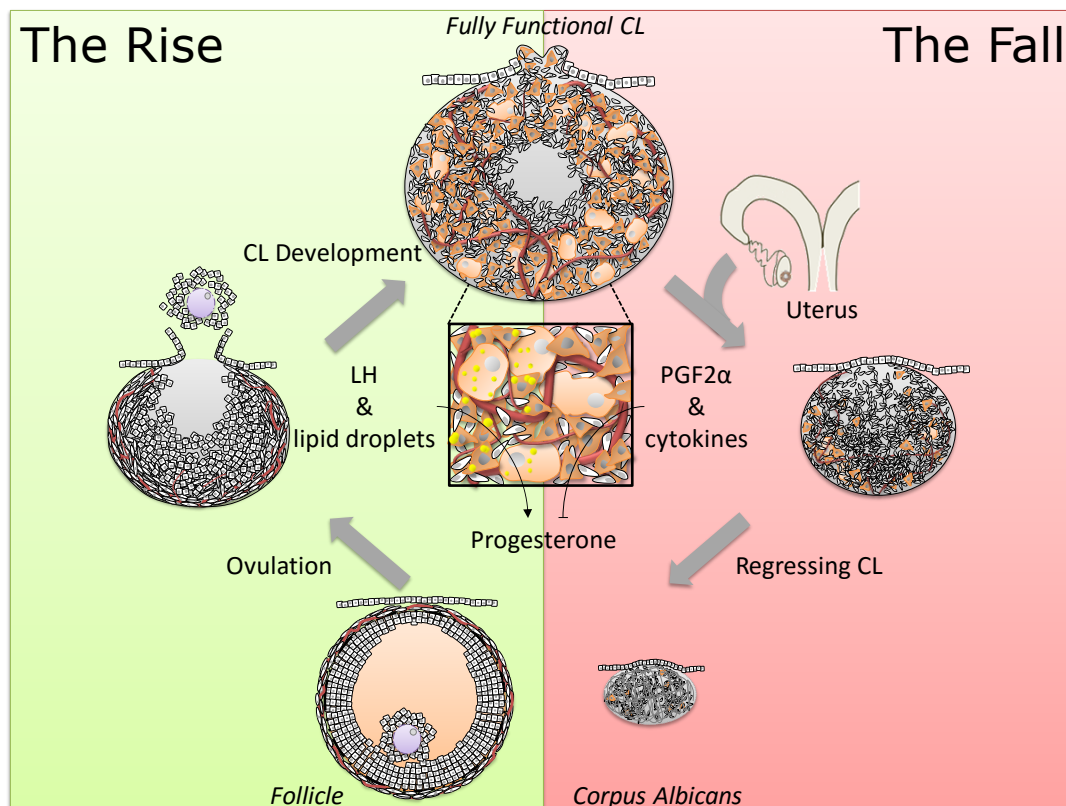 The Rise
Fully Functional CL
The Fall
CL Development
Uterus
LH
&
lipid droplets
PGF2α
&
cytokines
Progesterone
Ovulation
Regressing CL
Follicle
Corpus Albicans